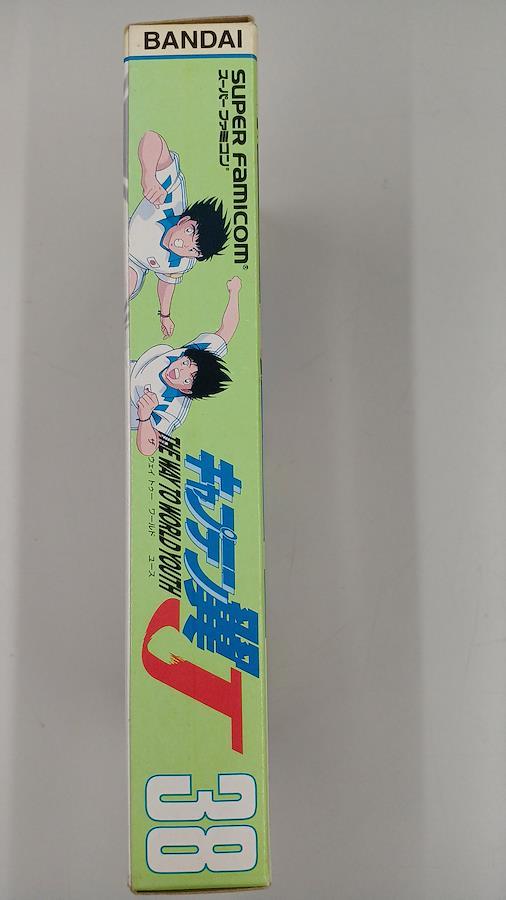 BANDAI
SUPER FAMICOM®
スーパーファミコン®
キャプテン翼J
THE WAY TO WORLD YOUTH
ザ ウェイ トゥー ワールド ユース
38